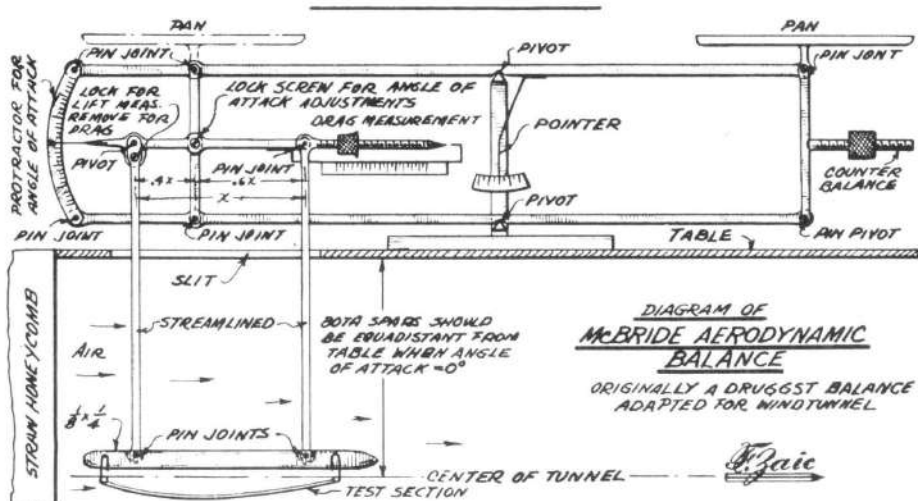 PAN
PAN
PIN JOINT
PIVOT
PIN JOINT
PROTRACTOR FOR
ANGLE OF ATTACK
LOCK FOR
LIFT MEAS.
REMOVE FOR
DRAG
LOCK SCREW FOR ANGLE OF
ATTACK ADJUSTMENTS
DRAG MEASUREMENT
POINTER
PIVOT
PIN JOINT
.4X
.6X
X
COUNTER
BALANCE
PIN JOINT
PIN JOINT
PIVOT
TABLE
PAN PIVOT
SLIT
STRAW HONEYCOMB
STREAMLINED
AIR
BOTH SPARS SHOULD
BE EQUADISTANT FROM
TABLE WHEN ANGLE
OF ATTACK = 0°
DIAGRAM OF
McBRIDE AERODYNAMIC
BALANCE
ORIGINALLY A DRUGGST BALANCE
ADAPTED FOR WINDTUNNEL
1/8 x 1/4
PIN JOINTS
CENTER OF TUNNEL
TEST SECTION
F. Zaic